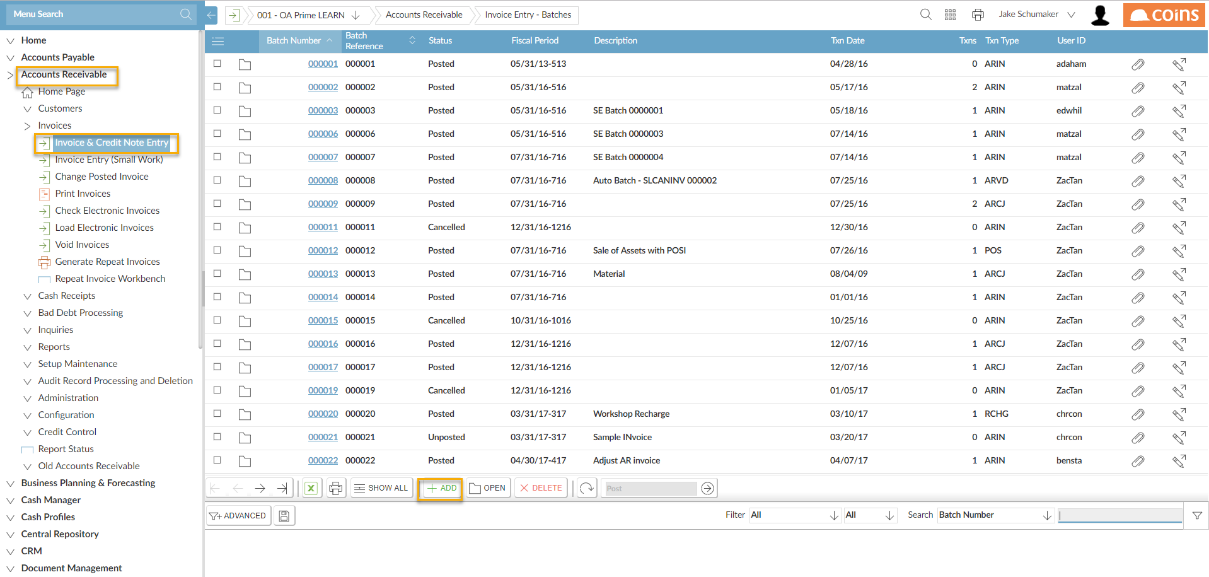 Menu Search
001 - OA Prime LEARN
Accounts Receivable
Invoice Entry - Batches
Jake Schumaker
coins
Home
Accounts Payable
Accounts Receivable
Home Page
Customers
Invoices
Invoice & Credit Note Entry
Invoice Entry (Small Work)
Change Posted Invoice
Print Invoices
Check Electronic Invoices
Load Electronic Invoices
Void Invoices
Generate Repeat Invoices
Repeat Invoice Workbench
Cash Receipts
Bad Debt Processing
Inquiries
Reports
Setup Maintenance
Audit Record Processing and Deletion
Administration
Configuration
Credit Control
Report Status
Old Accounts Receivable
Business Planning & Forecasting
Cash Manager
Cash Profiles
Central Repository
CRM
Document Management
Batch Number Batch Reference Status Fiscal Period Description Txn Date Txns Txn Type User ID
000001 000001 Posted 05/31/13-513 04/28/16 0 ARIN adaham
000002 000002 Posted 05/31/16-516 05/17/16 2 ARIN matzal
000003 000003 Posted 05/31/16-516 SE Batch 0000001 05/18/16 1 ARIN edwhil
000006 000006 Posted 05/31/16-516 SE Batch 0000003 07/14/16 1 ARIN matzal
000007 000007 Posted 07/31/16-716 SE Batch 0000004 07/14/16 1 ARIN matzal
000008 000008 Posted 07/31/16-716 Auto Batch - SLCANINV 000002 07/25/16 1 ARVD ZacTan
000009 000009 Posted 07/31/16-716 07/25/16 2 ARCJ ZacTan
000011 000011 Cancelled 12/31/16-1216 12/30/16 0 ARIN ZacTan
000012 000012 Posted 07/31/16-716 Sale of Assets with POSI 07/26/16 1 POS ZacTan
000013 000013 Posted 07/31/16-716 Material 08/04/09 1 ARCJ ZacTan
000014 000014 Posted 07/31/16-716 01/01/16 1 ARCJ ZacTan
000015 000015 Cancelled 10/31/16-1016 10/25/16 0 ARIN ZacTan
000016 000016 Posted 12/31/16-1216 12/07/16 1 ARCJ ZacTan
000017 000017 Posted 12/31/16-1216 12/07/16 1 ARCJ ZacTan
000019 000019 Cancelled 12/31/16-1216 01/05/17 0 ARIN ZacTan
000020 000020 Posted 03/31/17-317 Workshop Recharge 03/10/17 1 RCHG chrcon
000021 000021 Unposted 03/31/17-317 Sample INvoice 03/20/17 0 ARIN chrcon
000022 000022 Posted 04/30/17-417 Adjust AR invoice 04/07/17 1 ARIN bensta
SHOW ALL ADD OPEN DELETE Post
ADVANCED Filter All All Search Batch Number